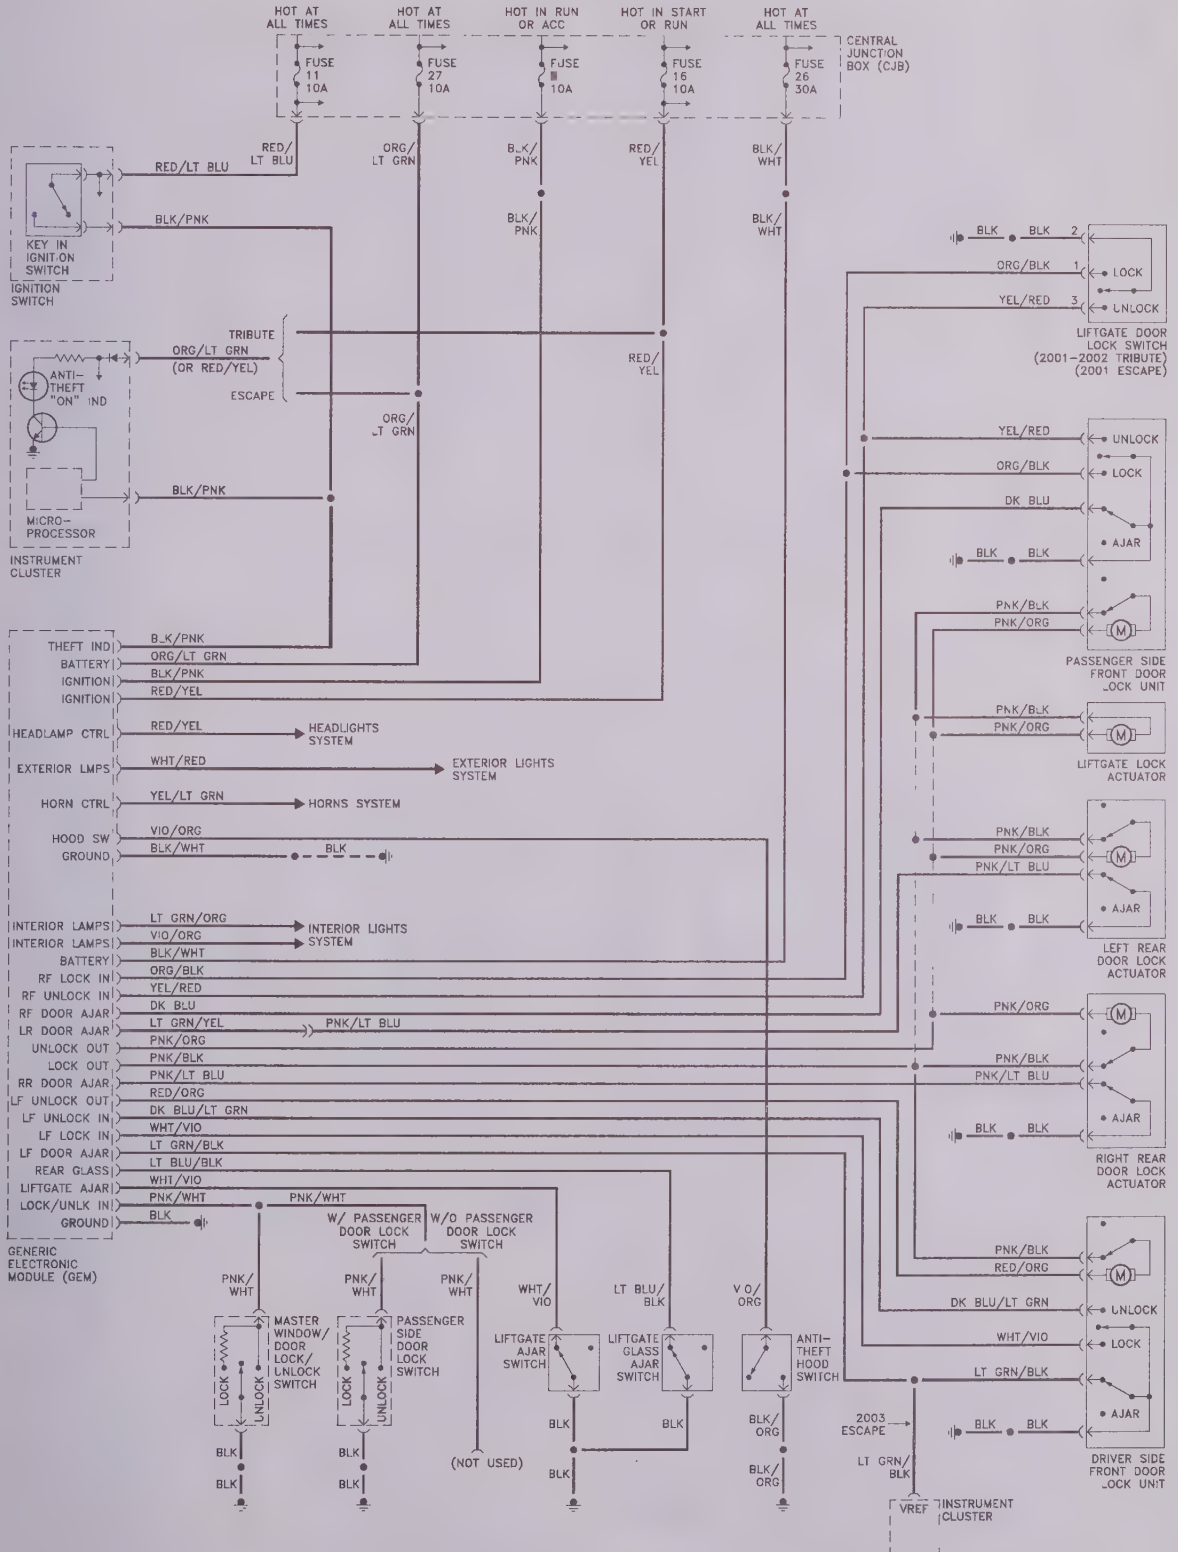 HOT AT
ALL TIMES
HOT AT
ALL TIMES
HOT IN RUN
OR ACC
HOT IN START
OR RUN
HOT AT
ALL TIMES
CENTRAL
JUNCTION
BOX (CJB)
FUSE
11
10A
FUSE
27
10A
FUSE
10A
FUSE
16
10A
FUSE
26
30A
RED/
LT BLU
ORG/
LT GRN
BLK/
PNK
RED/
YEL
BLK/
WHT
RED/LT BLU
BLK/PNK
BLK/
PNK
BLK/
WHT
KEY IN
IGNITION
SWITCH
IGNITION
SWITCH
BLK BLK 2
ORG/BLK 1 LOCK
YEL/RED 3 UNLOCK
LIFTGATE DOOR
LOCK SWITCH
(2001-2002 TRIBUTE)
(2001 ESCAPE)
TRIBUTE
ORG/LT GRN
(OR RED/YEL)
ESCAPE
RED/
YEL
ORG/
LT GRN
ANTI-
THEFT
"ON" IND
BLK/PNK
MICRO-
PROCESSOR
INSTRUMENT
CLUSTER
YEL/RED UNLOCK
ORG/BLK LOCK
DK BLU
AJAR
BLK BLK
PNK/BLK
PNK/ORG M
PASSENGER SIDE
FRONT DOOR
LOCK UNIT
PNK/BLK
PNK/ORG M
LIFTGATE LOCK
ACTUATOR
PNK/BLK
PNK/ORG M
PNK/LT BLU
AJAR
BLK BLK
LEFT REAR
DOOR LOCK
ACTUATOR
PNK/ORG M
PNK/BLK
PNK/LT BLU
AJAR
BLK BLK
RIGHT REAR
DOOR LOCK
ACTUATOR
PNK/BLK
RED/ORG M
DK BLU/LT GRN UNLOCK
WHT/VIO LOCK
LT GRN/BLK
AJAR
BLK BLK
DRIVER SIDE
FRONT DOOR
LOCK UNIT
THEFT IND BLK/PNK
BATTERY ORG/LT GRN
IGNITION BLK/PNK
IGNITION RED/YEL
HEADLAMP CTRL RED/YEL HEADLIGHTS
SYSTEM
EXTERIOR LMPS WHT/RED EXTERIOR LIGHTS
SYSTEM
HORN CTRL YEL/LT GRN HORNS SYSTEM
HOOD SW VIO/ORG
GROUND BLK/WHT BLK
INTERIOR LAMPS LT GRN/ORG INTERIOR LIGHTS
INTERIOR LAMPS VIO/ORG SYSTEM
BATTERY BLK/WHT
RF LOCK IN ORG/BLK
RF UNLOCK IN YEL/RED
RF DOOR AJAR DK BLU
LR DOOR AJAR LT GRN/YEL PNK/LT BLU
UNLOCK OUT PNK/ORG
LOCK OUT PNK/BLK
RR DOOR AJAR PNK/LT BLU
LF UNLOCK OUT RED/ORG
LF UNLOCK IN DK BLU/LT GRN
LF LOCK IN WHT/VIO
LF DOOR AJAR LT GRN/BLK
REAR GLASS LT BLU/BLK
LIFTGATE AJAR WHT/VIO
LOCK/UNLK IN PNK/WHT PNK/WHT
GROUND BLK
GENERIC
ELECTRONIC
MODULE (GEM)
W/ PASSENGER
DOOR LOCK
SWITCH
W/O PASSENGER
DOOR LOCK
SWITCH
PNK/
WHT
PNK/
WHT
PNK/
WHT
WHT/
VIO
LT BLU/
BLK
VIO/
ORG
LOCK
UNLOCK
MASTER
WINDOW/
DOOR
LOCK/
UNLOCK
SWITCH
LOCK
UNLOCK
PASSENGER
SIDE
DOOR
LOCK
SWITCH
LIFTGATE
AJAR
SWITCH
LIFTGATE
GLASS
AJAR
SWITCH
ANTI-
THEFT
HOOD
SWITCH
BLK
BLK
BLK
BLK
(NOT USED)
BLK
BLK
BLK
BLK/
ORG
BLK/
ORG
2003
ESCAPE
LT GRN/
BLK
VREF
INSTRUMENT
CLUSTER